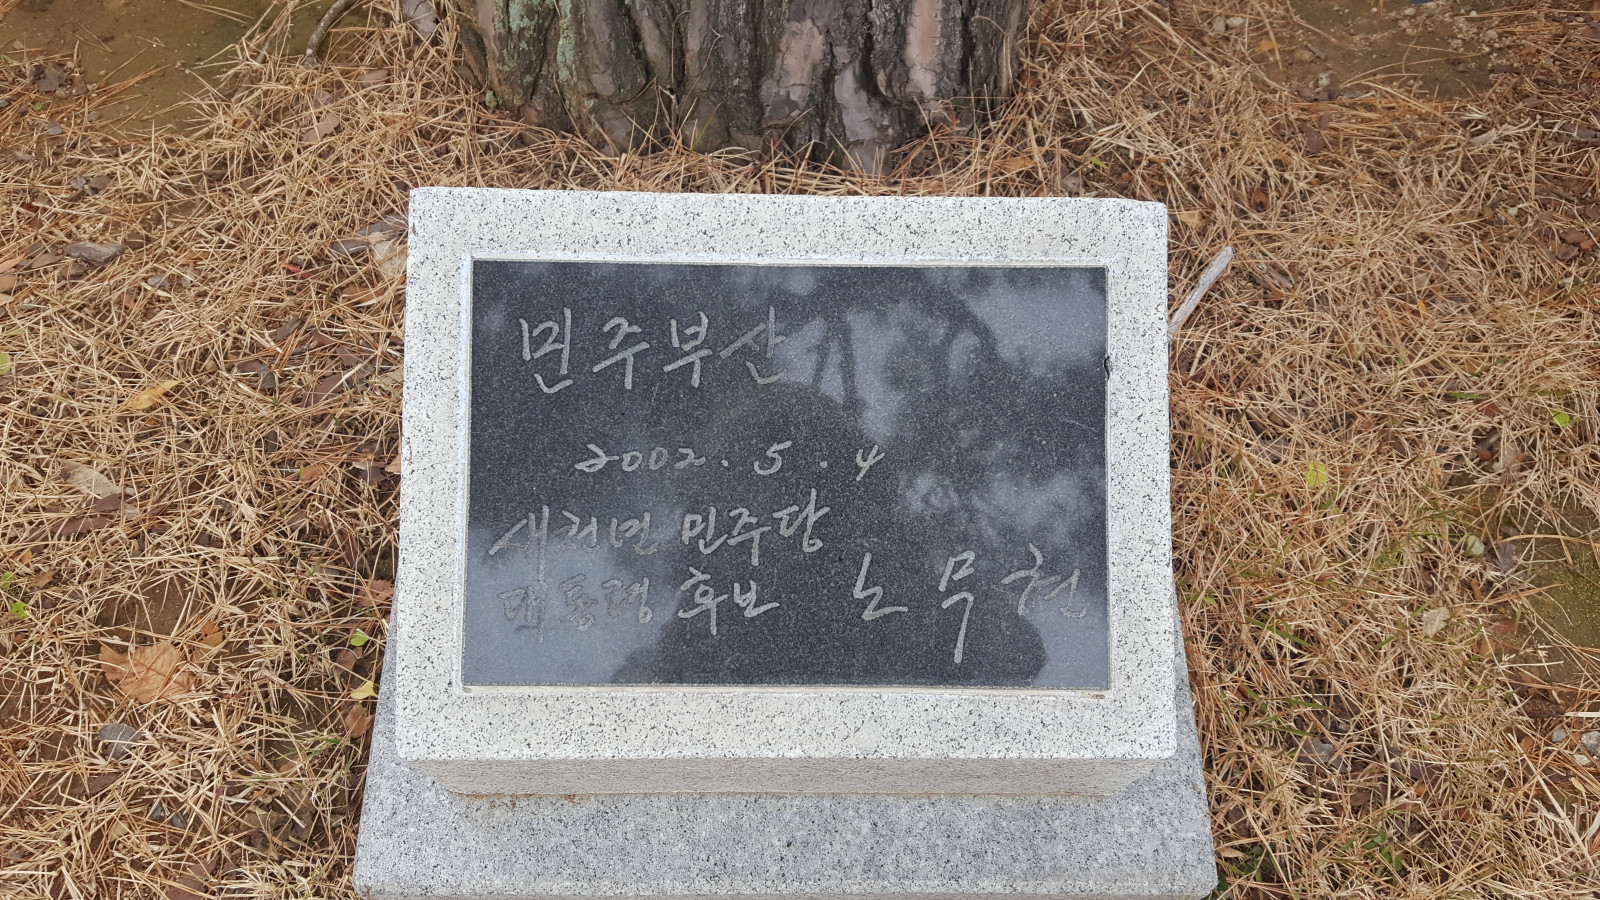 민주부산
2002. 5. 4
새천년 민주당
대통령 후보 노무현